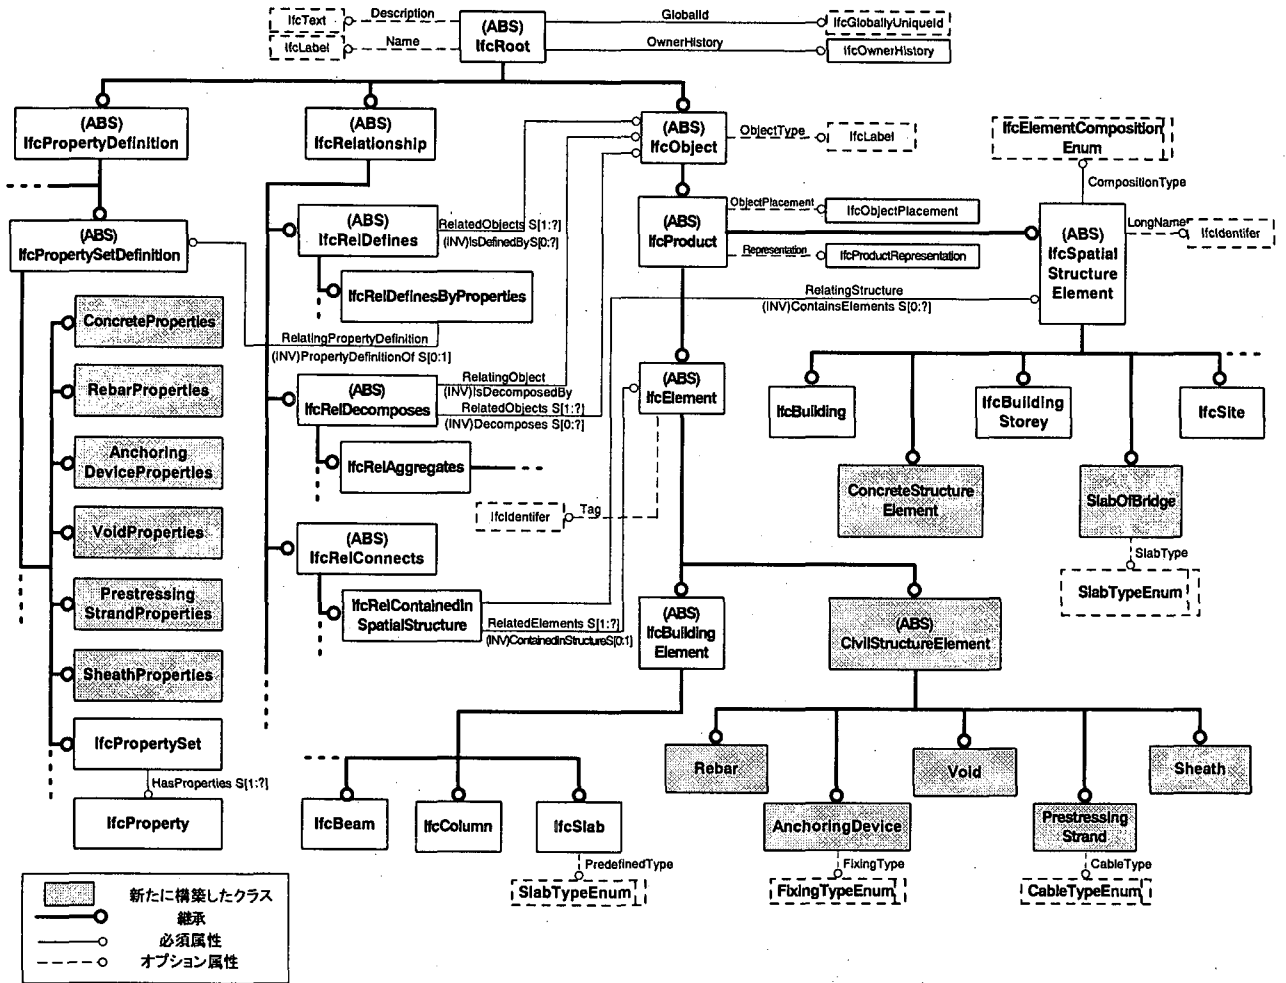 IfcText
Description
(ABS)
IfcRoot
GlobalId
IfcGloballyUniqueId
IfcLabel
Name
OwnerHistory
IfcOwnerHistory
(ABS)
IfcPropertyDefinition
(ABS)
IfcRelationship
(ABS)
IfcObject
ObjectType
IfcLabel
IfcElementComposition
Enum
CompositionType
(ABS)
IfcPropertySetDefinition
(ABS)
IfcRelDefines
RelatedObjects S[1:?]
(INV)IsDefinedByS[0:?]
(ABS)
IfcProduct
ObjectPlacement
IfcObjectPlacement
Representation
IfcProductRepresentation
(ABS)
IfcSpatial
Structure
Element
LongName
IfcIdentifer
IfcRelDefinesByProperties
RelatingStructure
(INV)ContainsElements S[0:?]
RelatingPropertyDefinition
(INV)PropertyDefinitionOf S[0:1]
ConcreteProperties
RebarProperties
Anchoring
DeviceProperties
VoidProperties
Prestressing
StrandProperties
SheathProperties
IfcPropertySet
HasProperties S[1:?]
IfcProperty
(ABS)
IfcRelDecomposes
RelatingObject
(INV)IsDecomposedBy
RelatedObjects S[1:?]
(INV)Decomposes S[0:?]
IfcRelAggregates
(ABS)
IfcElement
IfcIdentifer
Tag
(ABS)
IfcRelConnects
IfcRelContainedIn
SpatialStructure
RelatedElements S[1:?]
(INV)ContainedInStructureS[0:1]
IfcBuilding
IfcBuilding
Storey
IfcSite
ConcreteStructure
Element
SlabOfBridge
SlabType
SlabTypeEnum
(ABS)
IfcBuilding
Element
(ABS)
CivilStructureElement
Rebar
Void
Sheath
AnchoringDevice
Prestressing
Strand
FixingType
FixingTypeEnum
CableType
CableTypeEnum
IfcBeam
IfcColumn
IfcSlab
PredefinedType
SlabTypeEnum
新たに構築したクラス
継承
必須属性
オプション属性